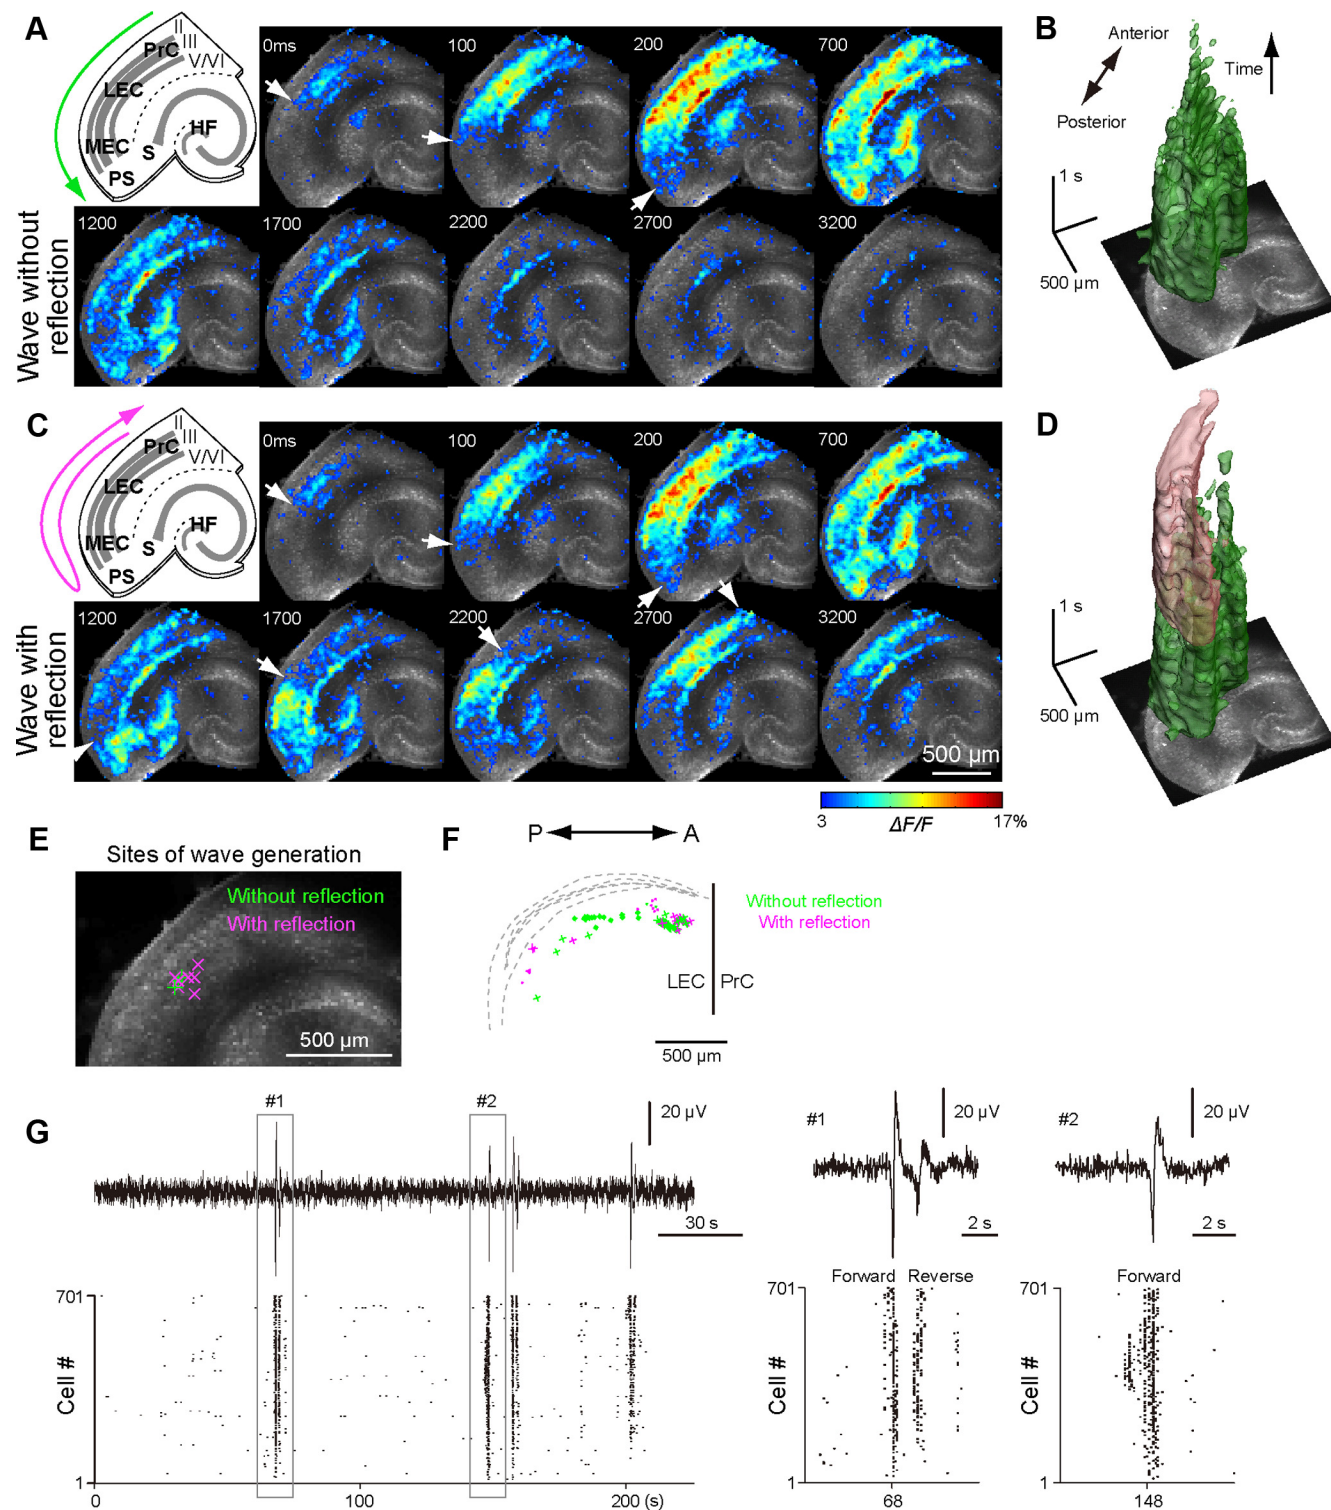 A
II
III
V/VI
PrC
LEC
MEC
PS
S
HF
0ms
100
200
700
1200
1700
2200
2700
3200
Wave without
reflection
B
Anterior
Posterior
Time
1 s
500 µm
C
II
III
V/VI
PrC
LEC
MEC
PS
S
HF
0ms
100
200
700
1200
1700
2200
2700
3200
Wave with
reflection
500 µm
3
ΔF/F
17%
D
1 s
500 µm
E
Sites of wave generation
Without reflection
With reflection
500 µm
F
P
A
Without reflection
With reflection
LEC
PrC
500 µm
G
#1
#2
20 µV
30 s
701
Cell #
1
0
100
200 (s)
#1
20 µV
2 s
Forward
Reverse
701
Cell #
1
68
#2
20 µV
2 s
Forward
701
Cell #
1
148